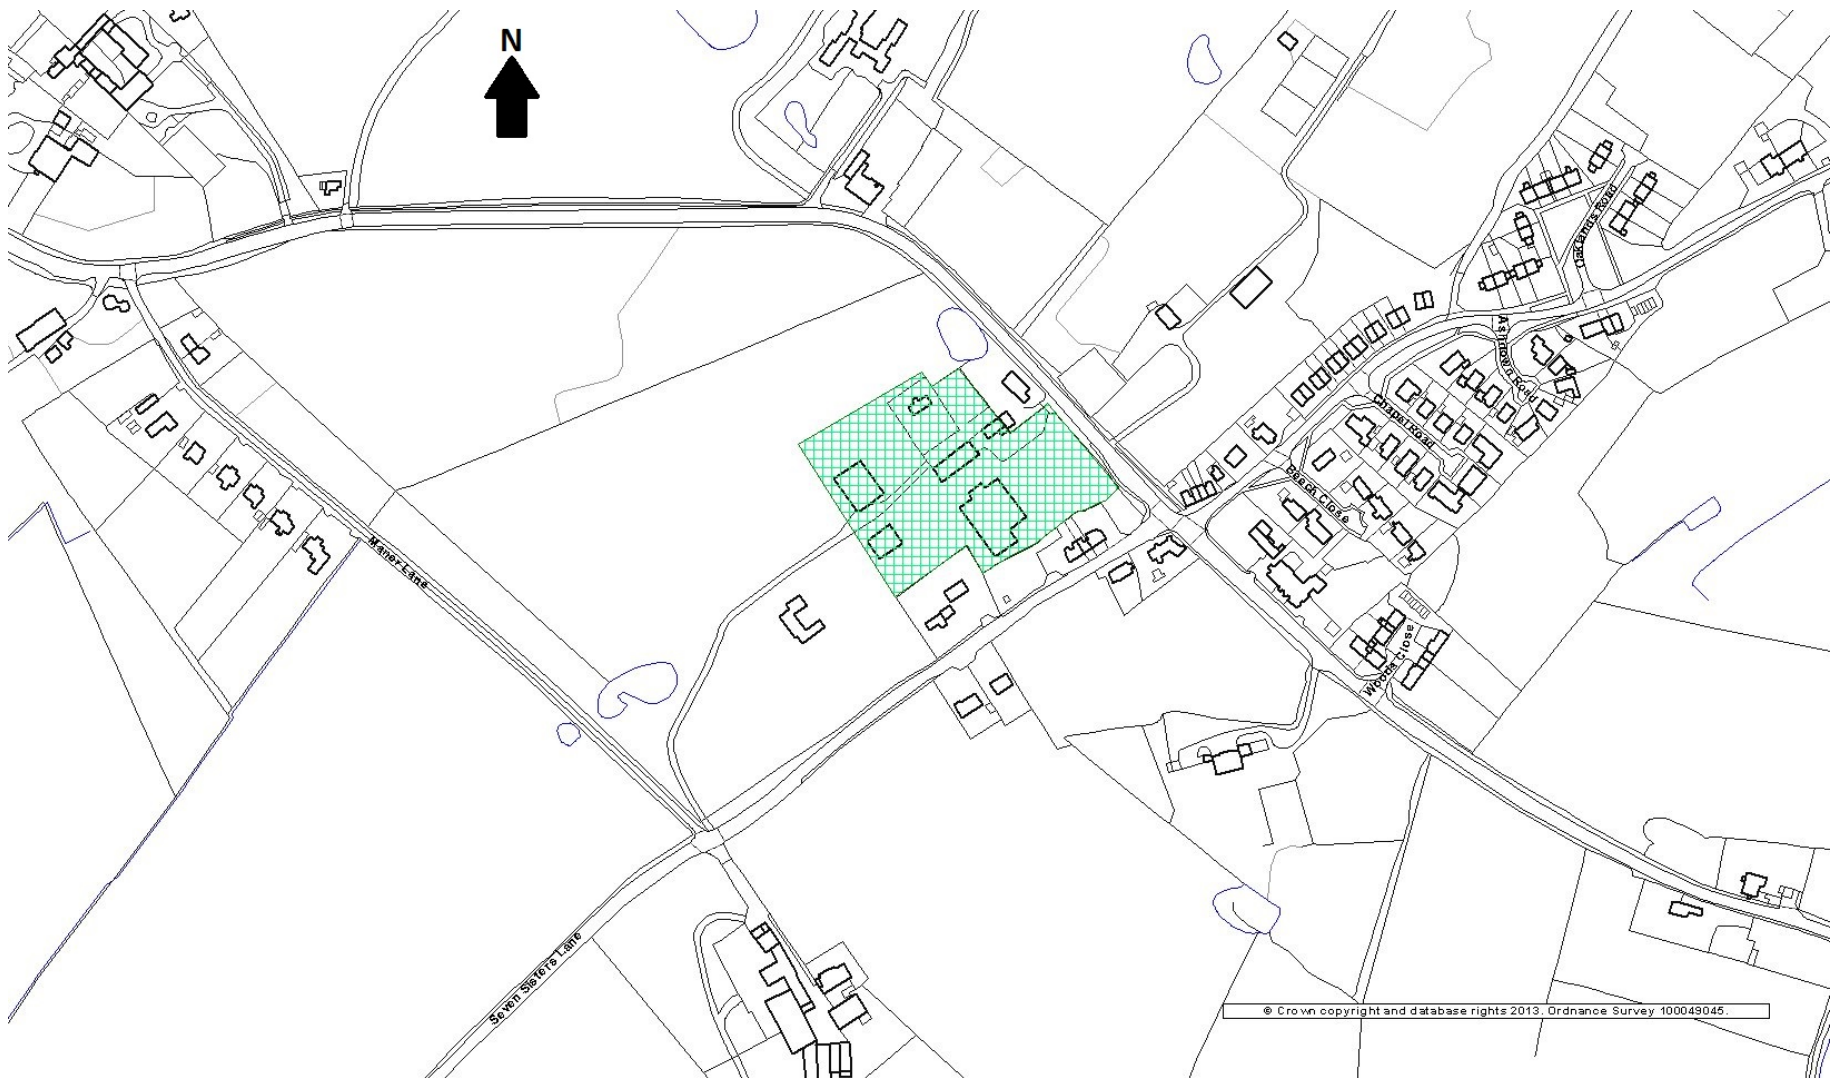 N
Oaklands Road
Ashdown Road
Chapel Road
Beech Close
Manor Lane
Woods Close
Seven Sisters Lane
© Crown copyright and database rights 2013. Ordnance Survey 100049045.